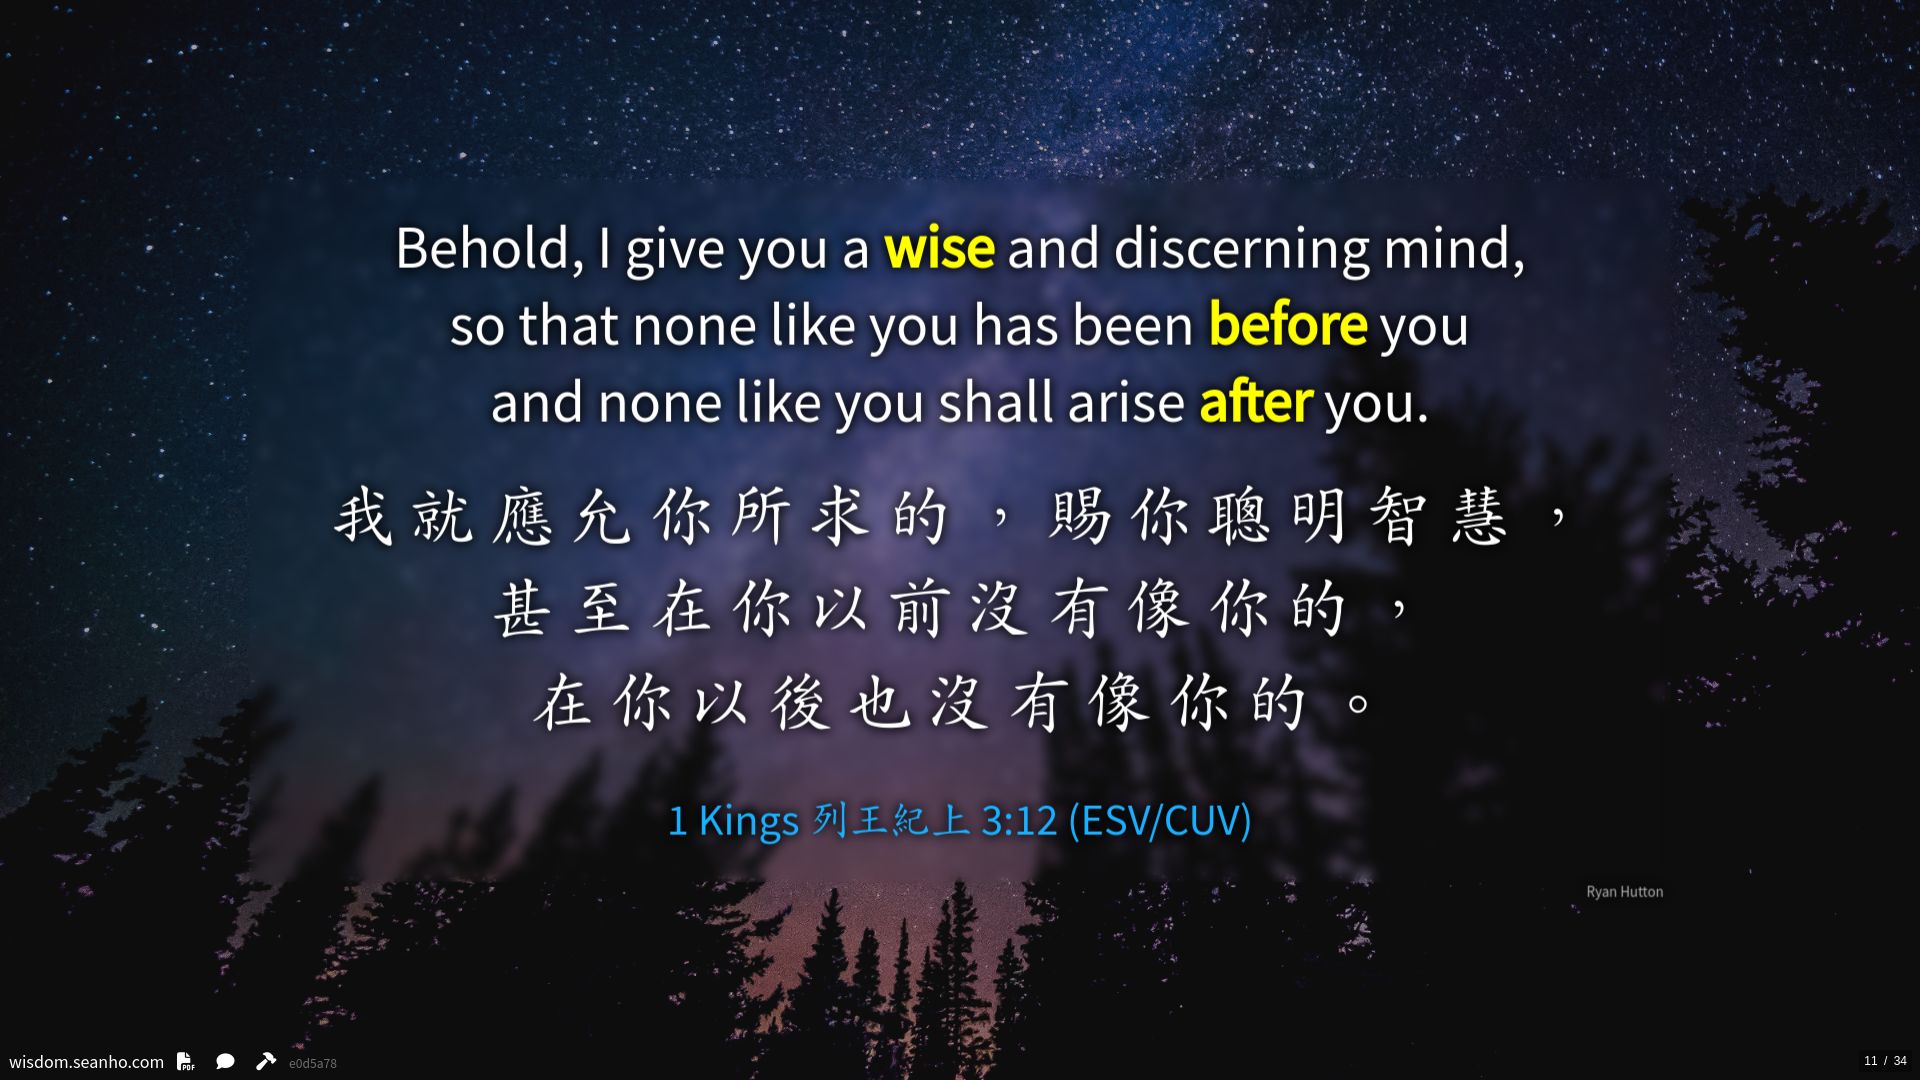 Behold, I give you a wise and discerning mind,
so that none like you has been before you
and none like you shall arise after you.
我就應允你所求的，賜你聰明智慧，
甚至在你以前沒有像你的，
在你以後也沒有像你的。
1 Kings 列王紀上 3:12 (ESV/CUV)
Ryan Hutton
wisdom.seanho.com PDF e0d5a78
11 / 34